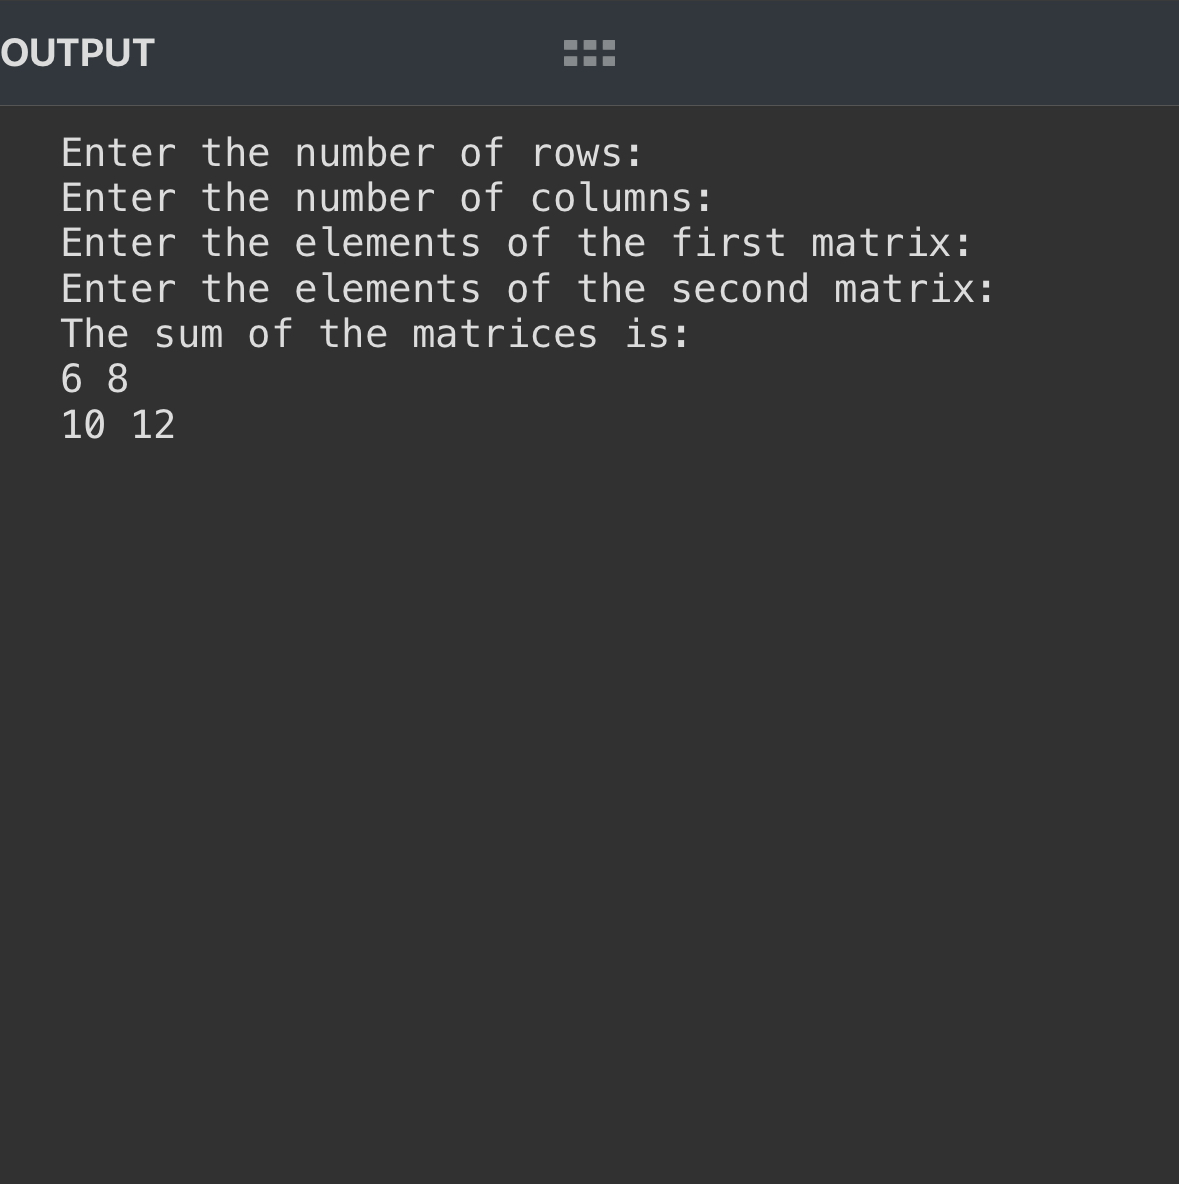 OUTPUT
Enter the number of rows:
Enter the number of columns:
Enter the elements of the first matrix:
Enter the elements of the second matrix:
The sum of the matrices is:
6 8
10 12